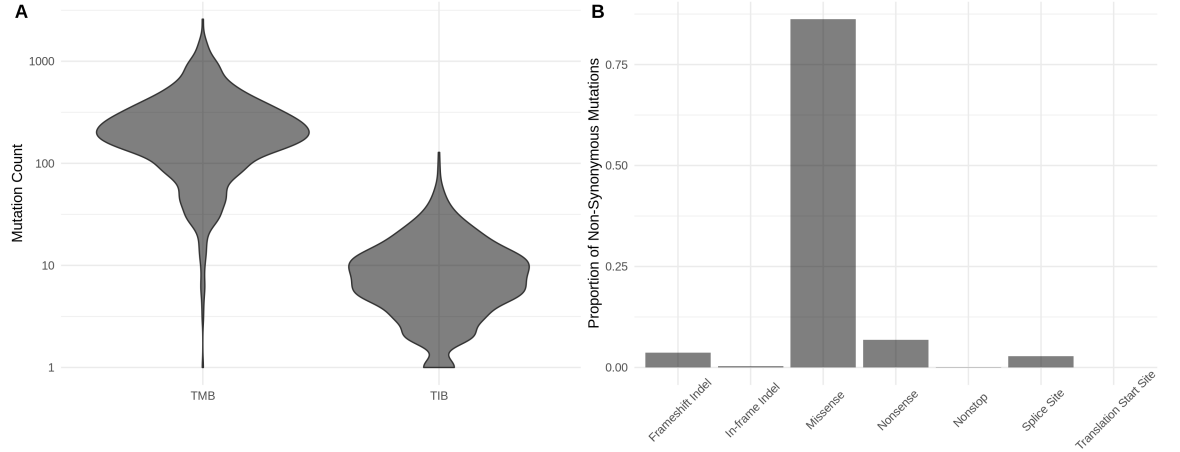 A
Mutation Count
1000
100
10
1
TMB
TIB
B
Proportion of Non-Synonymous Mutations
0.75
0.50
0.25
0.00
Frameshift Indel
In-frame Indel
Missense
Nonsense
Nonstop
Splice Site
Translation Start Site